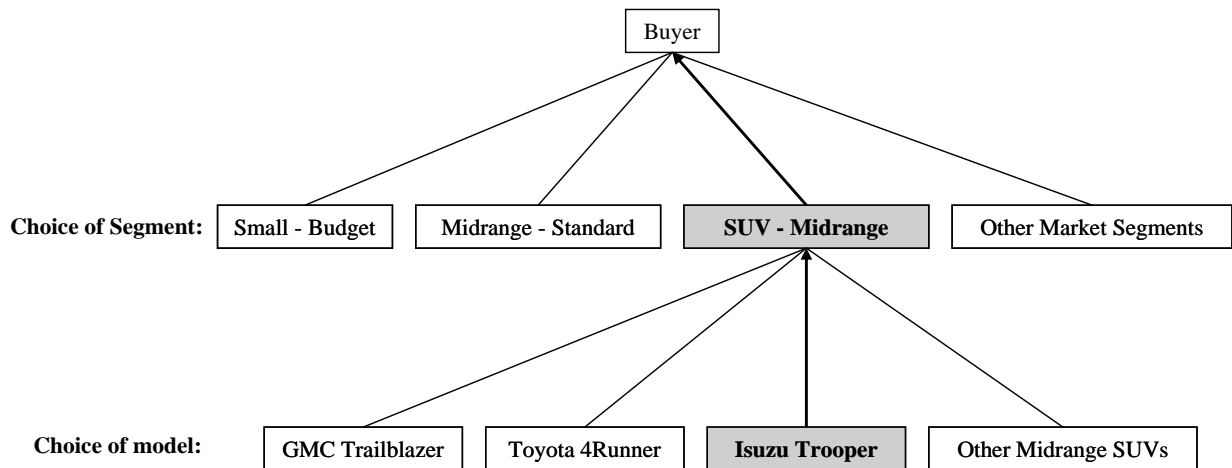 Buyer
Choice of Segment: Small - Budget Midrange - Standard SUV - Midrange Other Market Segments
Choice of model: GMC Trailblazer Toyota 4Runner Isuzu Trooper Other Midrange SUVs